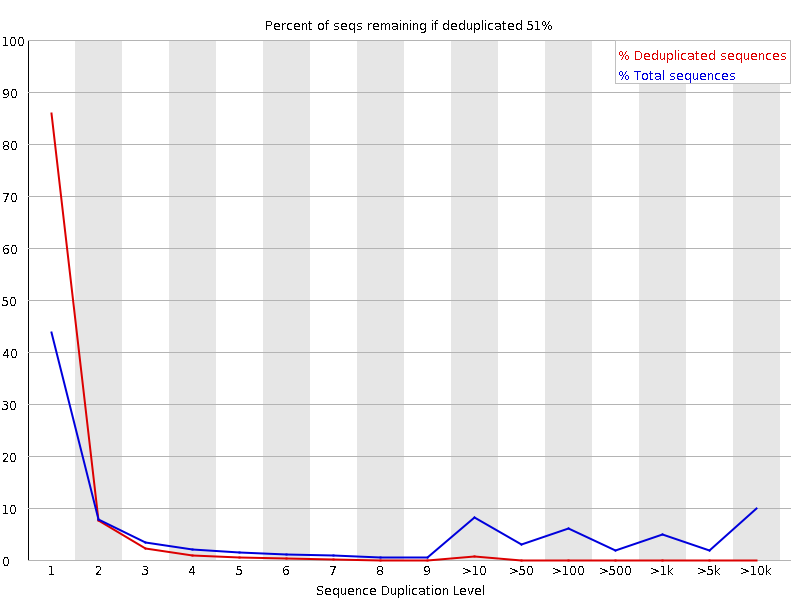 Percent of seqs remaining if deduplicated 51%
% Deduplicated sequences
% Total sequences
100
90
80
70
60
50
40
30
20
10
0
1 2 3 4 5 6 7 8 9 >10 >50 >100 >500 >1k >5k >10k
Sequence Duplication Level